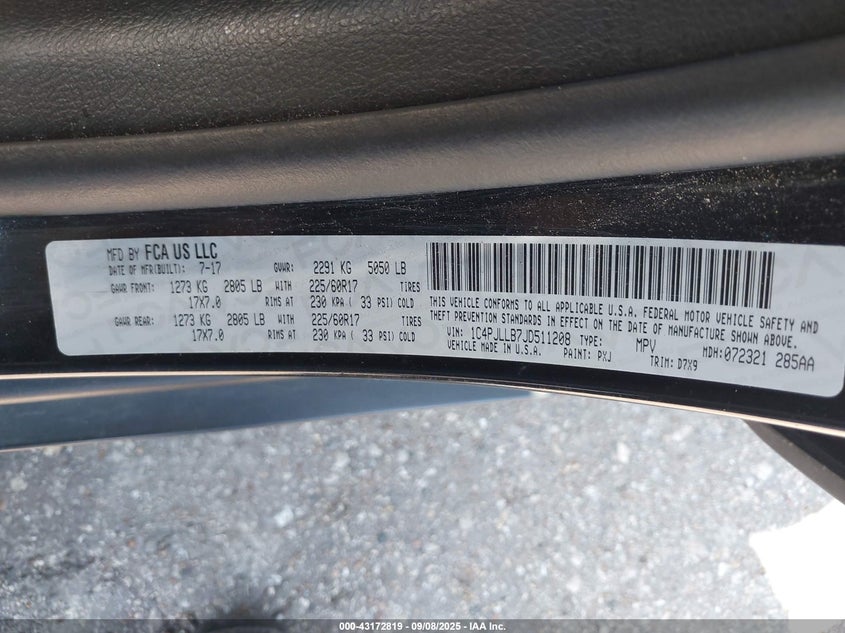 MFD BY FCA US LLC
DATE OF MFR(BUILT): 7-17 GVWR: 2291 KG 5050 LB
GAWR FRONT: 1273 KG 2805 LB WITH 225/60R17 TIRES
17X7.0 RIMS AT 230 KPA ( 33 PSI) COLD
GAWR REAR: 1273 KG 2805 LB WITH 225/60R17 TIRES
17X7.0 RIMS AT 230 KPA ( 33 PSI) COLD
THIS VEHICLE CONFORMS TO ALL APPLICABLE U.S.A. FEDERAL MOTOR VEHICLE SAFETY AND
THEFT PREVENTION STANDARDS IN EFFECT ON THE DATE OF MANUFACTURE SHOWN ABOVE.
VIN: 1C4PJLLB7JD511208 TYPE: MPV MDH:072321 285AA
VEHICLE MADE IN U.S.A. PAINT: PXJ TRIM: D7X9
000-43172819 | 09/08/2025 | IAA Inc.